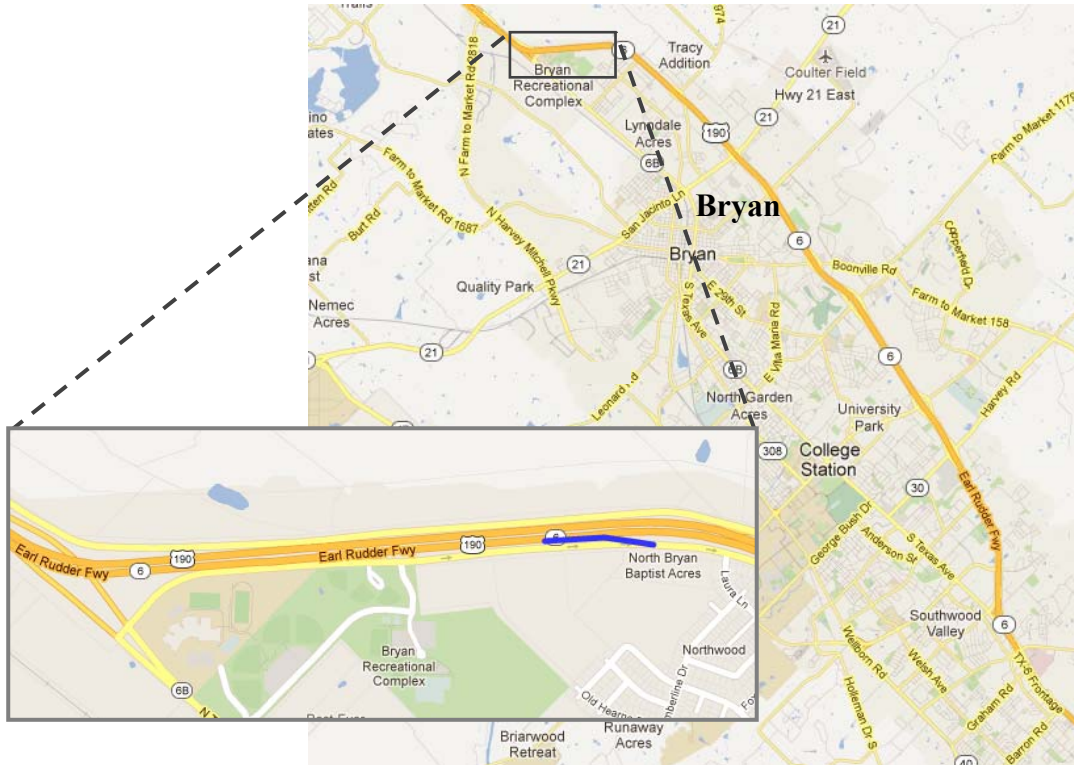 Trails
974
21
6
Tracy
Addition
N Farm to Market Rd 2818
Bryan
Recreational
Complex
Coulter Field
Hwy 21 East
Farm to Market 1179
21
190
Lynndale
Acres
6B
Farm to Market Rd 1687
Burt Rd
San Jacinto Ln
N Harvey Mitchell Pkwy
Bryan
Bryan
6
Copperfield Dr
Boonville Rd
21
Quality Park
E 29th St
S Texas Ave
Farm to Market 158
Nemec
Acres
Villa Maria Rd
21
6
6B
Harvey Rd
North Garden
Acres
University
Park
308
College
Station
30
Earl Rudder Fwy
George Bush Dr
Anderson St
S Texas Ave
Southwood
Valley
6
TX-6 Frontage
Wellborn Rd
Welsh Ave
Holleman Dr S
Graham Rd
Barron Rd
40
Earl Rudder Fwy
6
190
Earl Rudder Fwy
190
6
North Bryan
Baptist Acres
Laura Ln
Bryan
Recreational
Complex
Northwood
6B
Runaway
Acres
Briarwood
Retreat